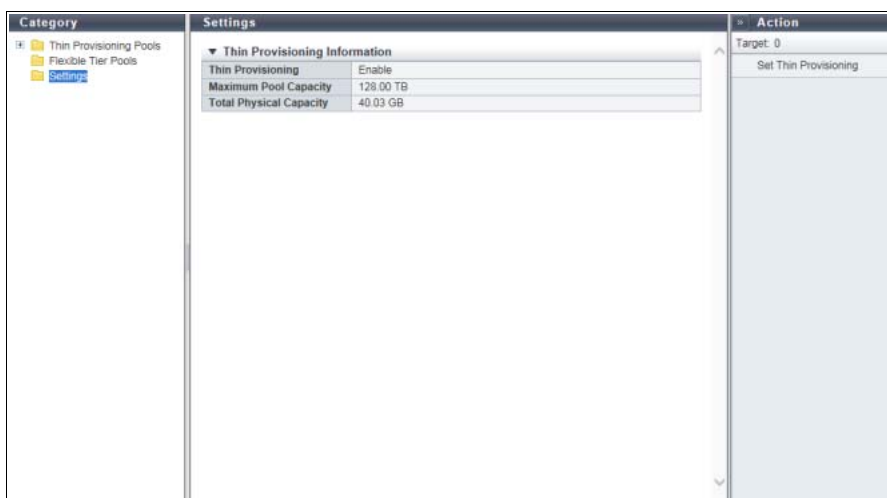 Category
Thin Provisioning Pools
Flexible Tier Pools
Settings
Settings
▼ Thin Provisioning Information
Thin Provisioning Enable
Maximum Pool Capacity 128.00 TB
Total Physical Capacity 40.03 GB
» Action
Target: 0
Set Thin Provisioning